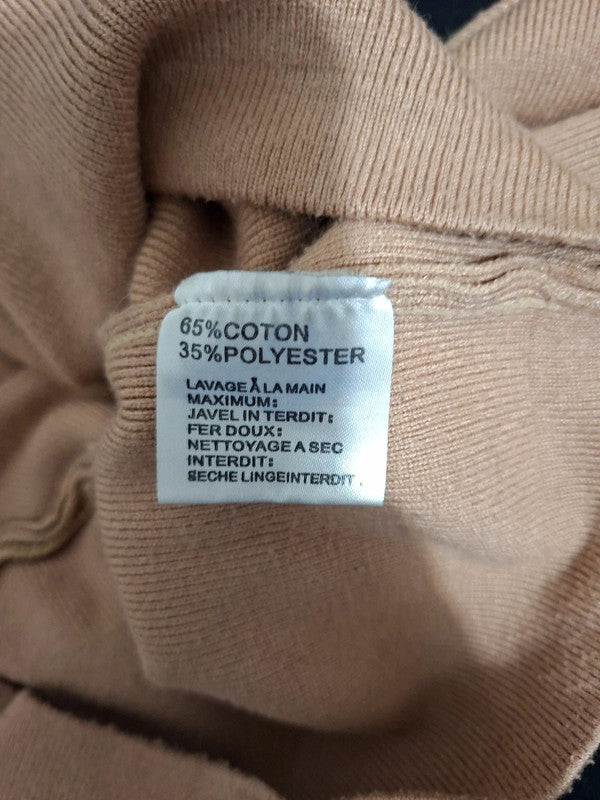 65%COTON
35%POLYESTER
LAVAGE À LA MAIN
MAXIMUM:
JAVEL IN TERDIT:
FER DOUX:
NETTOYAGE A SEC
INTERDIT:
SECHE LINGEINTERDIT.